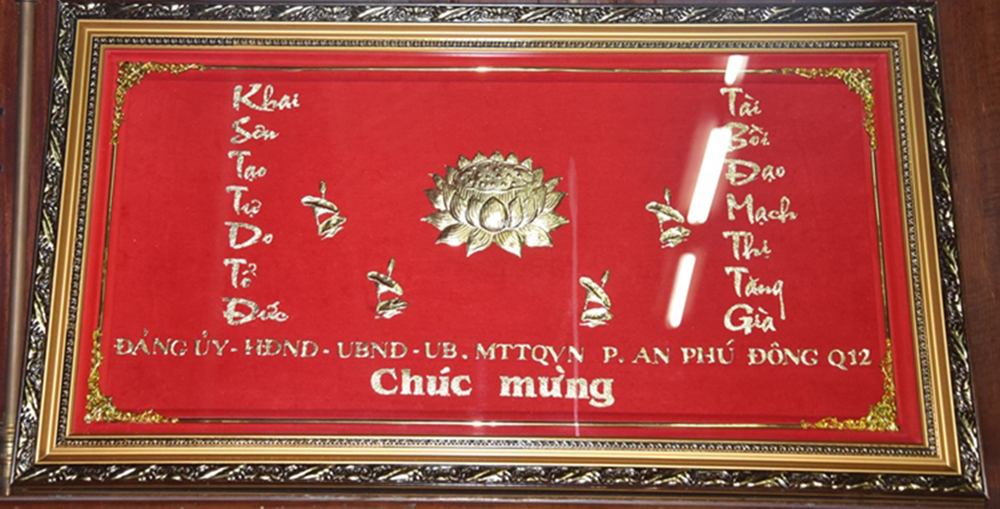 Khai
Sơn
Tạo
Tự
Do
Tổ
Đức
Tài
Bồi
Đạo
Mạch
Thị
Tăng
Già
ĐẢNG ỦY - HĐND - UBND - UB. MTTQVN P. AN PHÚ ĐÔNG Q12
Chúc mừng